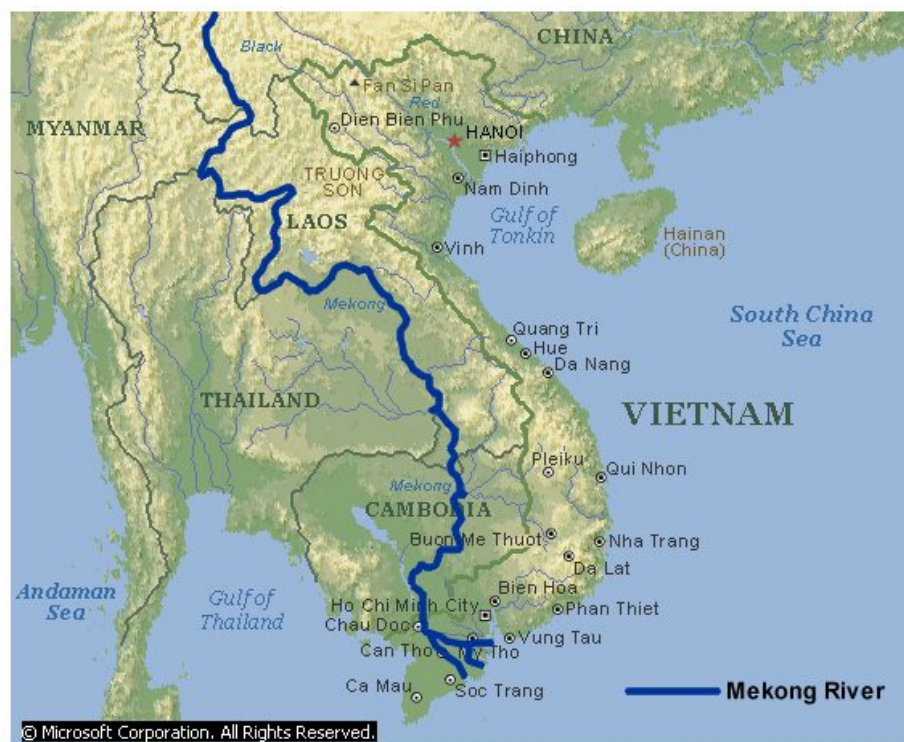 CHINA
Black
Fan Si Pan
Red
MYANMAR
Dien Bien Phu
HANOI
Haiphong
TRUONG
SON
Nam Dinh
LAOS
Gulf of
Tonkin
Hainan
(China)
Vinh
Mekong
South China
Sea
Quang Tri
Hue
Da Nang
THAILAND
VIETNAM
Pleiku
Qui Nhon
Mekong
CAMBODIA
Buon Me Thuot
Nha Trang
Da Lat
Andaman
Sea
Gulf of
Thailand
Bien Hoa
Ho Chi Minh City
Phan Thiet
Chau Doc
Vung Tau
Can Tho
My Tho
Ca Mau
Soc Trang
Mekong River
© Microsoft Corporation. All Rights Reserved.